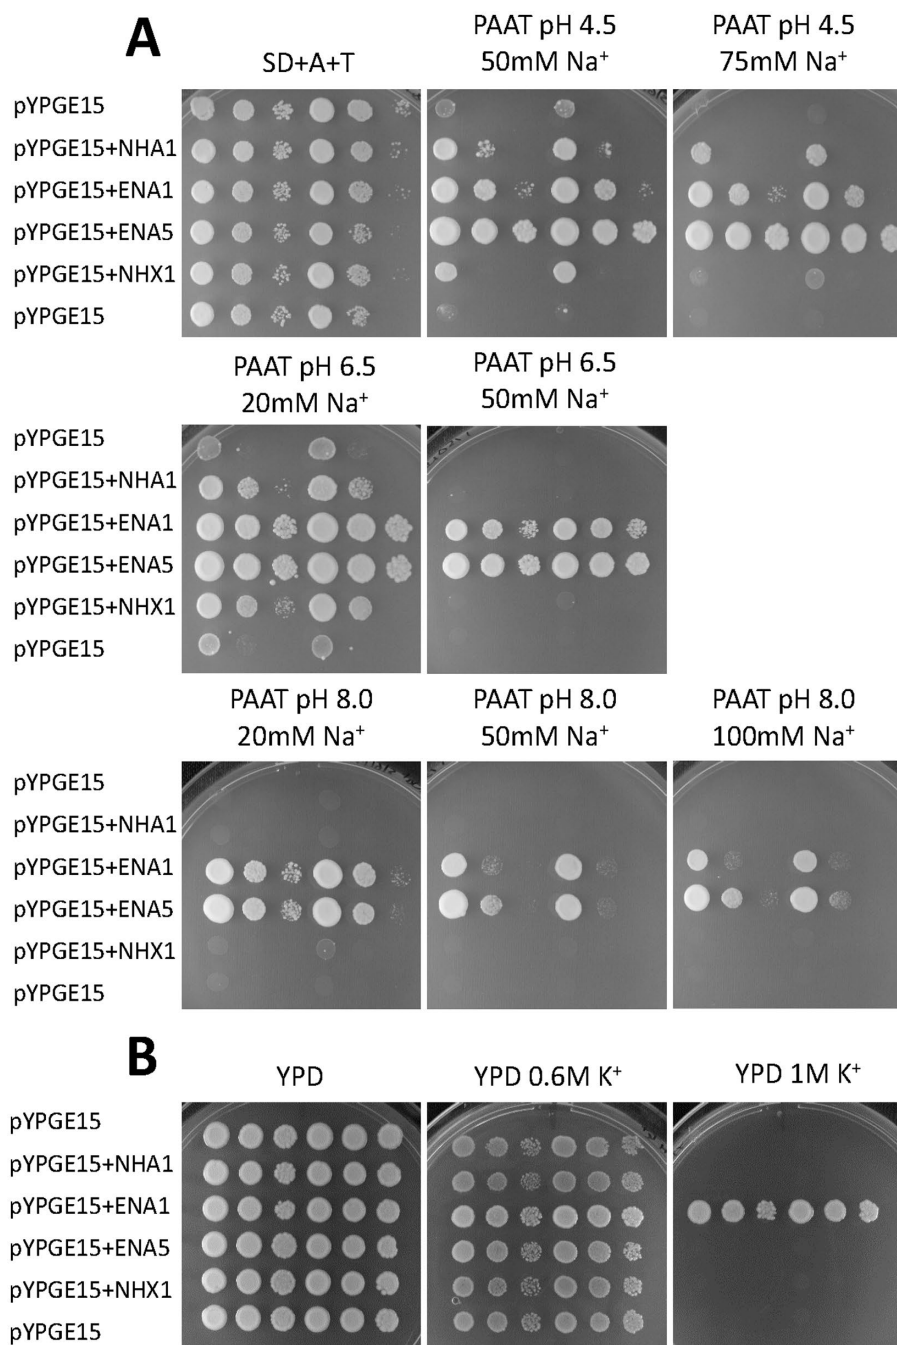 A
SD+A+T
PAAT pH 4.5
50mM Na⁺
PAAT pH 4.5
75mM Na⁺
pYPGE15
pYPGE15+NHA1
pYPGE15+ENA1
pYPGE15+ENA5
pYPGE15+NHX1
pYPGE15
PAAT pH 6.5
20mM Na⁺
PAAT pH 6.5
50mM Na⁺
pYPGE15
pYPGE15+NHA1
pYPGE15+ENA1
pYPGE15+ENA5
pYPGE15+NHX1
pYPGE15
PAAT pH 8.0
20mM Na⁺
PAAT pH 8.0
50mM Na⁺
PAAT pH 8.0
100mM Na⁺
pYPGE15
pYPGE15+NHA1
pYPGE15+ENA1
pYPGE15+ENA5
pYPGE15+NHX1
pYPGE15
B
YPD
YPD 0.6M K⁺
YPD 1M K⁺
pYPGE15
pYPGE15+NHA1
pYPGE15+ENA1
pYPGE15+ENA5
pYPGE15+NHX1
pYPGE15